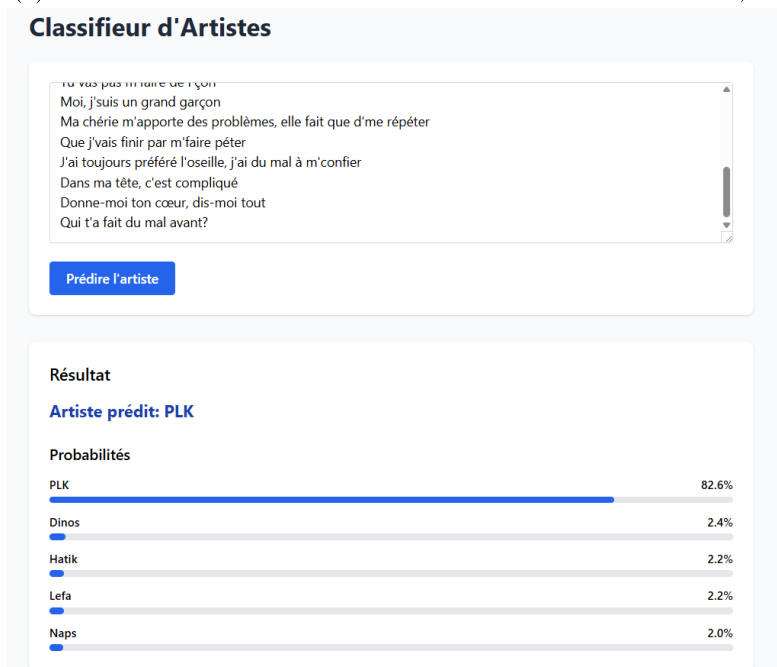 Classifieur d'Artistes
Moi, j'suis un grand garçon
Ma chérie m'apporte des problèmes, elle fait que d'me répéter
Que j'vais finir par m'faire péter
J'ai toujours préféré l'oseille, j'ai du mal à m'confier
Dans ma tête, c'est compliqué
Donne-moi ton cœur, dis-moi tout
Qui t'a fait du mal avant?
Prédire l'artiste
Résultat
Artiste prédit: PLK
Probabilités
PLK 82.6%
Dinos 2.4%
Hatik 2.2%
Lefa 2.2%
Naps 2.0%